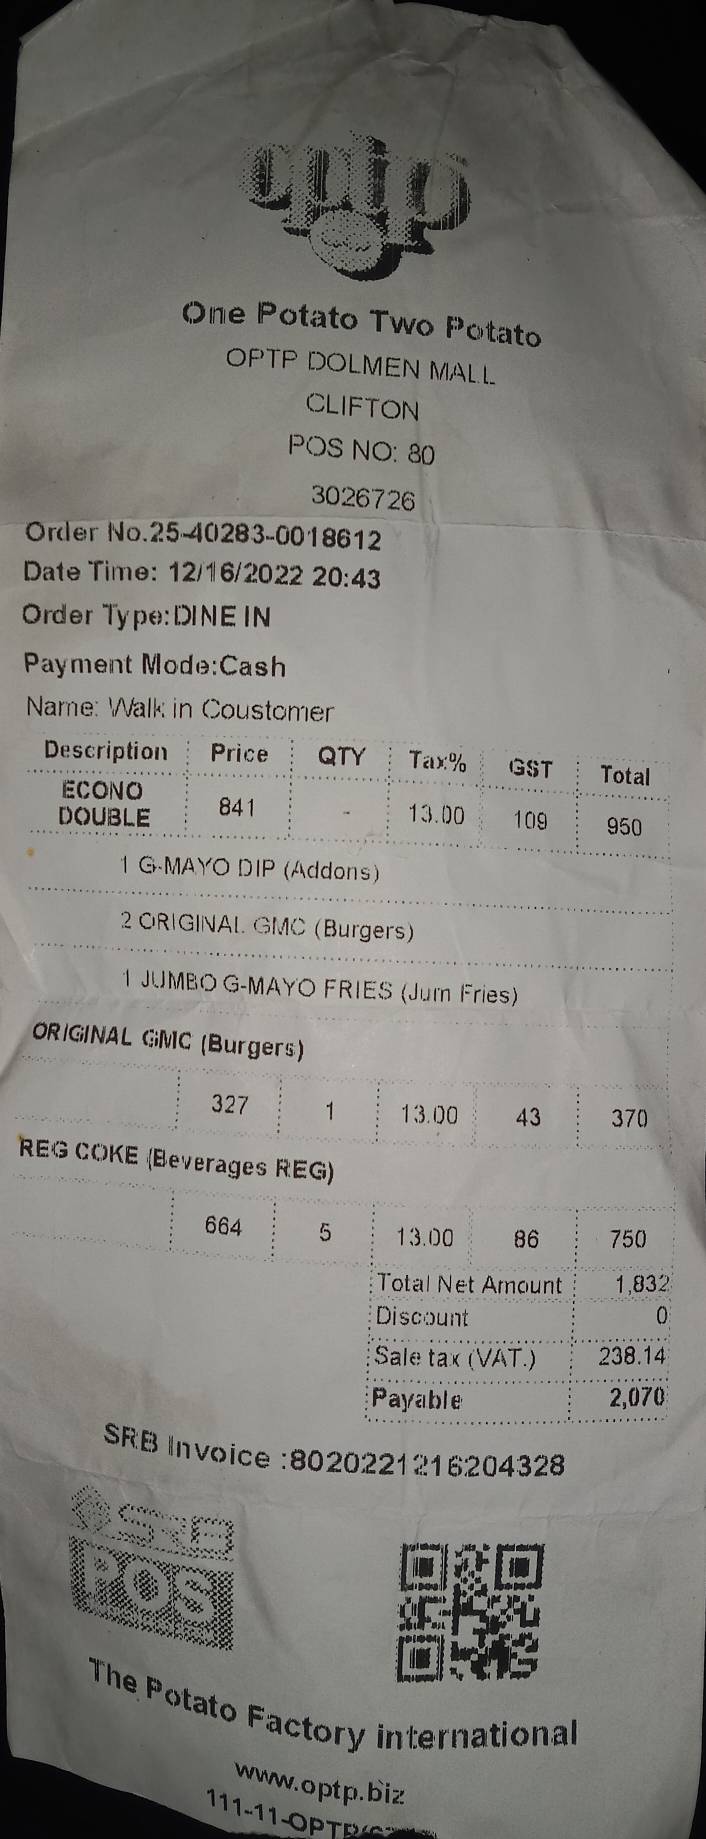 optp
One Potato Two Potato
OPTP DOLMEN MALL
CLIFTON
POS NO: 80
3026726
Order No.25-40283-0018612
Date Time: 12/16/2022 20:43
Order Type:DINE IN
Payment Mode:Cash
Name: Walk in Coustomer
Description Price QTY Tax% GST Total
ECONO DOUBLE 841 - 13.00 109 950
1 G-MAYO DIP (Addons)
2 ORIGINAL GMC (Burgers)
1 JUMBO G-MAYO FRIES (Jum Fries)
ORIGINAL GMC (Burgers)
327 1 13.00 43 370
REG COKE (Beverages REG)
664 5 13.00 86 750
Total Net Amount 1,832
Discount 0
Sale tax (VAT.) 238.14
Payable 2,070
SRB Invoice :8020221216204328
SRB
POS
The Potato Factory international
www.optp.biz
111-11-OPTP